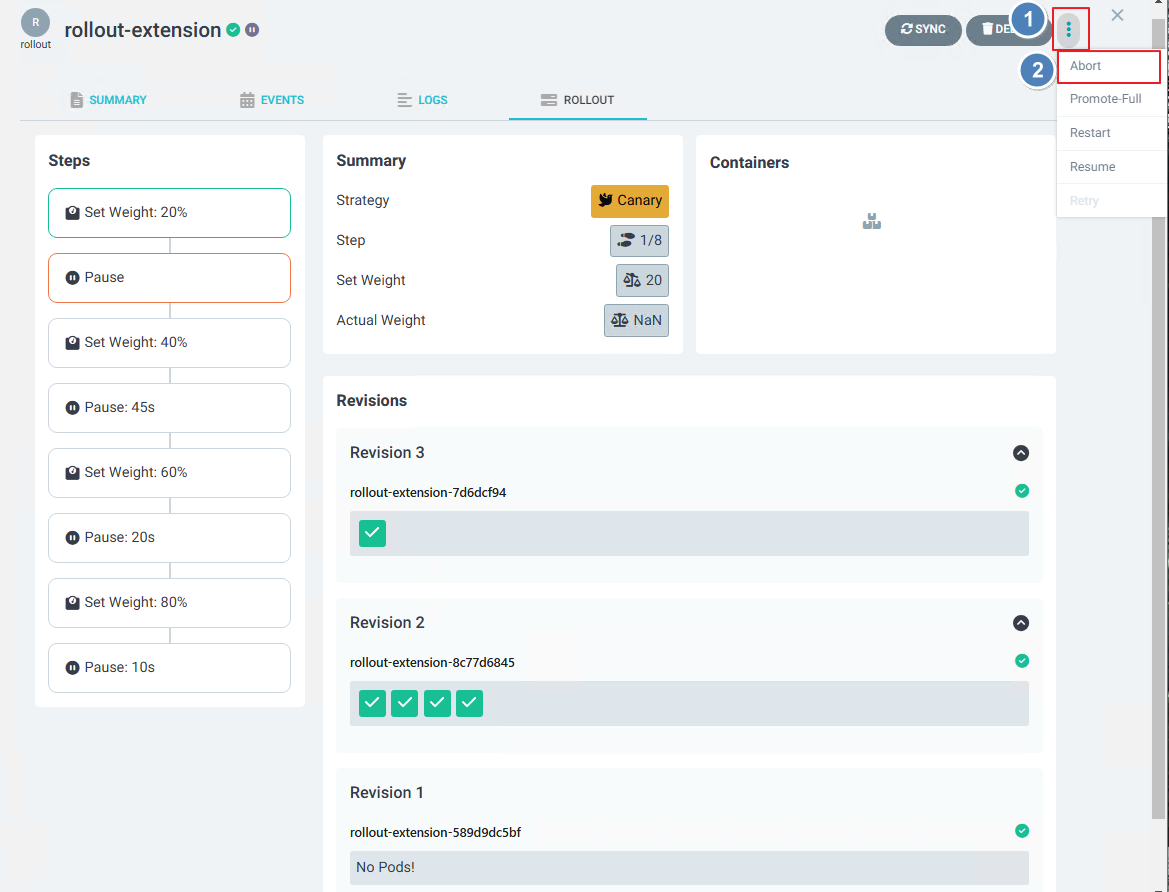 R
rollout
rollout-extension
SYNC
DE
1
2
Abort
Promote-Full
Restart
Resume
Retry
SUMMARY
EVENTS
LOGS
ROLLOUT
Steps
Set Weight: 20%
Pause
Set Weight: 40%
Pause: 45s
Set Weight: 60%
Pause: 20s
Set Weight: 80%
Pause: 10s
Summary
Strategy
Canary
Step
1/8
Set Weight
20
Actual Weight
NaN
Containers
Revisions
Revision 3
rollout-extension-7d6dcf94
Revision 2
rollout-extension-8c77d6845
Revision 1
rollout-extension-589d9dc5bf
No Pods!